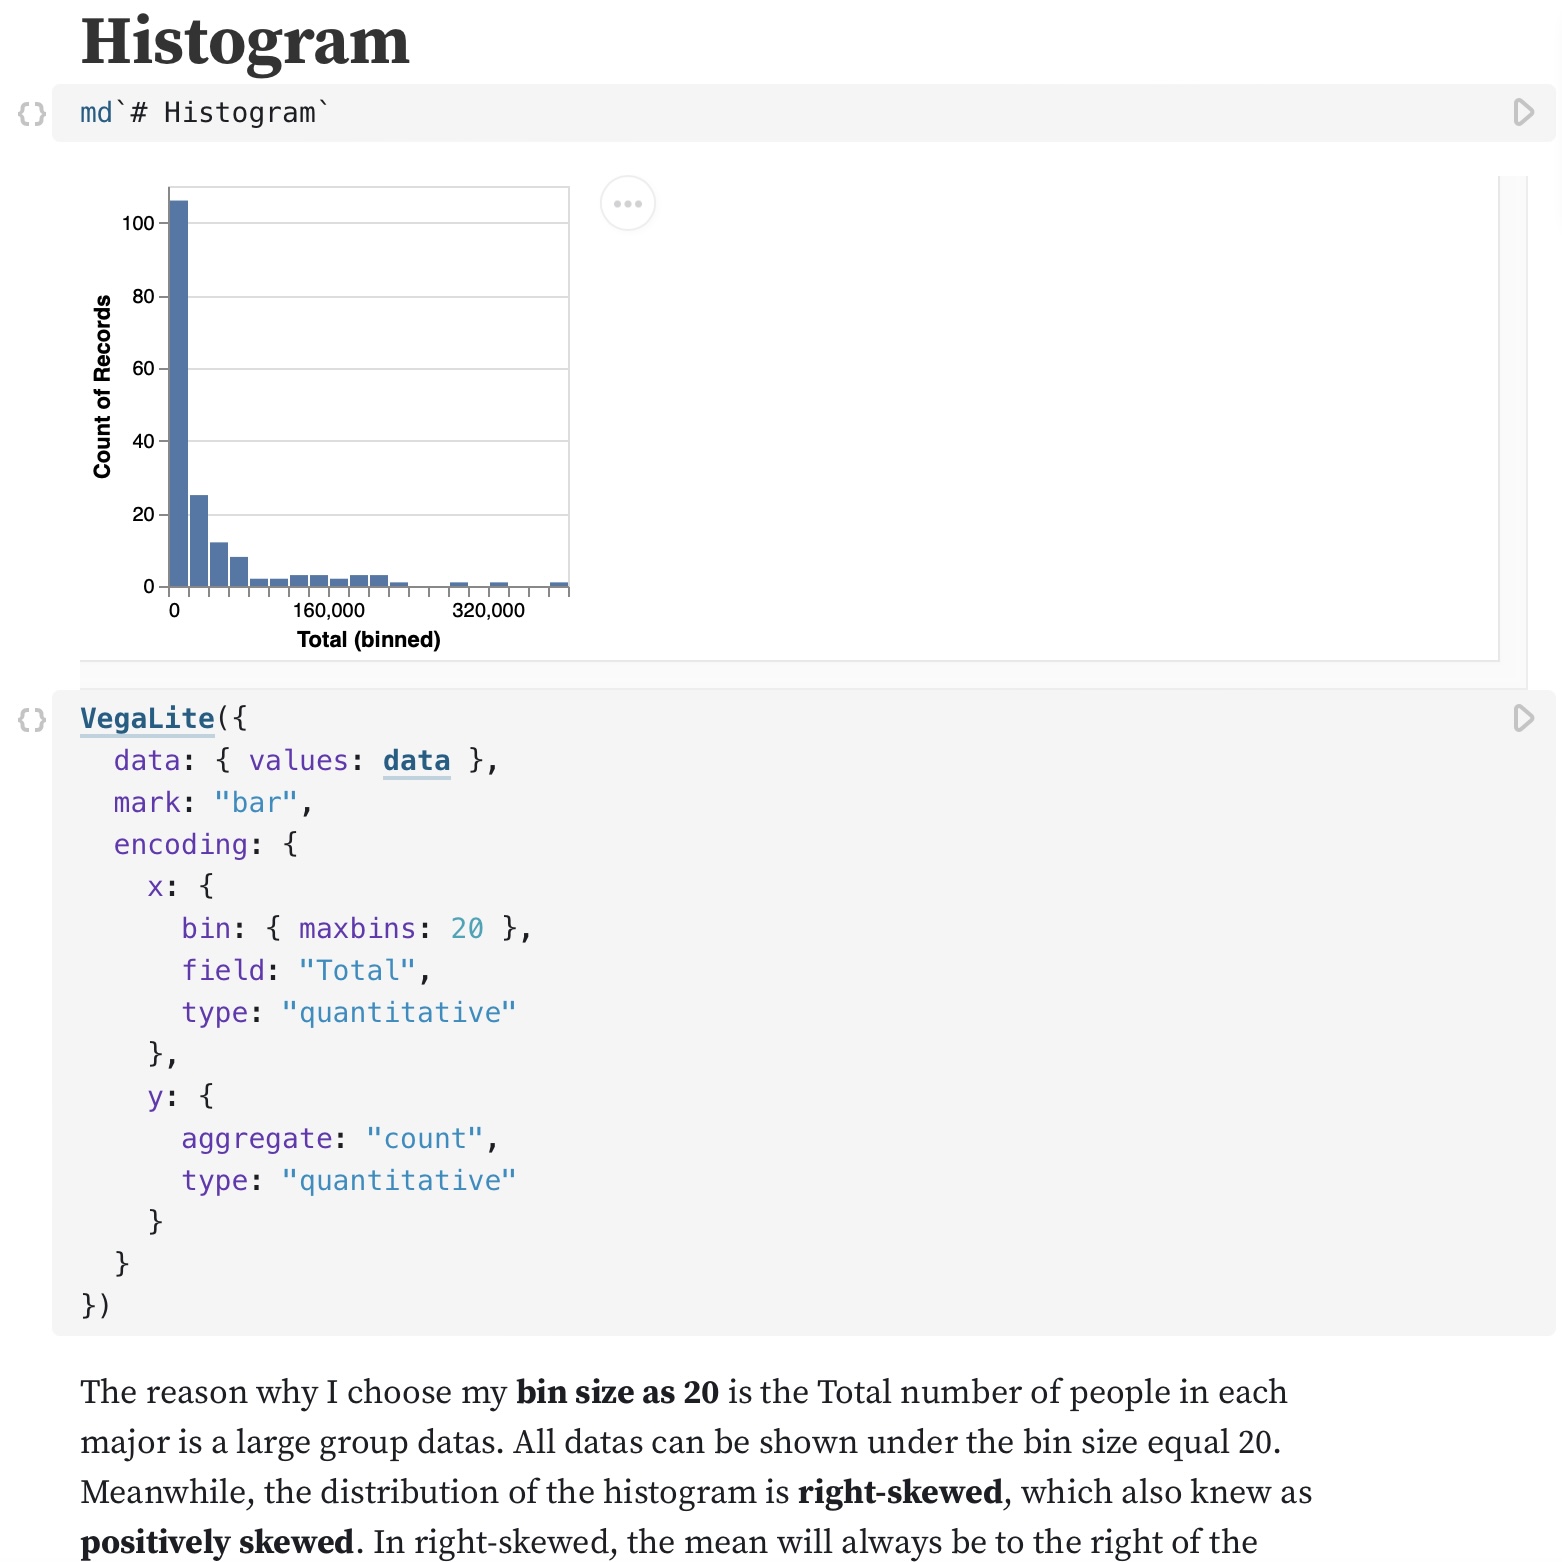 Histogram
md`# Histogram`
100
80
60
40
20
0
Count of Records
0 160,000 320,000
Total (binned)
VegaLite({
data: { values: data },
mark: "bar",
encoding: {
x: {
bin: { maxbins: 20 },
field: "Total",
type: "quantitative"
},
y: {
aggregate: "count",
type: "quantitative"
}
}
})
The reason why I choose my bin size as 20 is the Total number of people in each
major is a large group datas. All datas can be shown under the bin size equal 20.
Meanwhile, the distribution of the histogram is right-skewed, which also knew as
positively skewed. In right-skewed, the mean will always be to the right of the